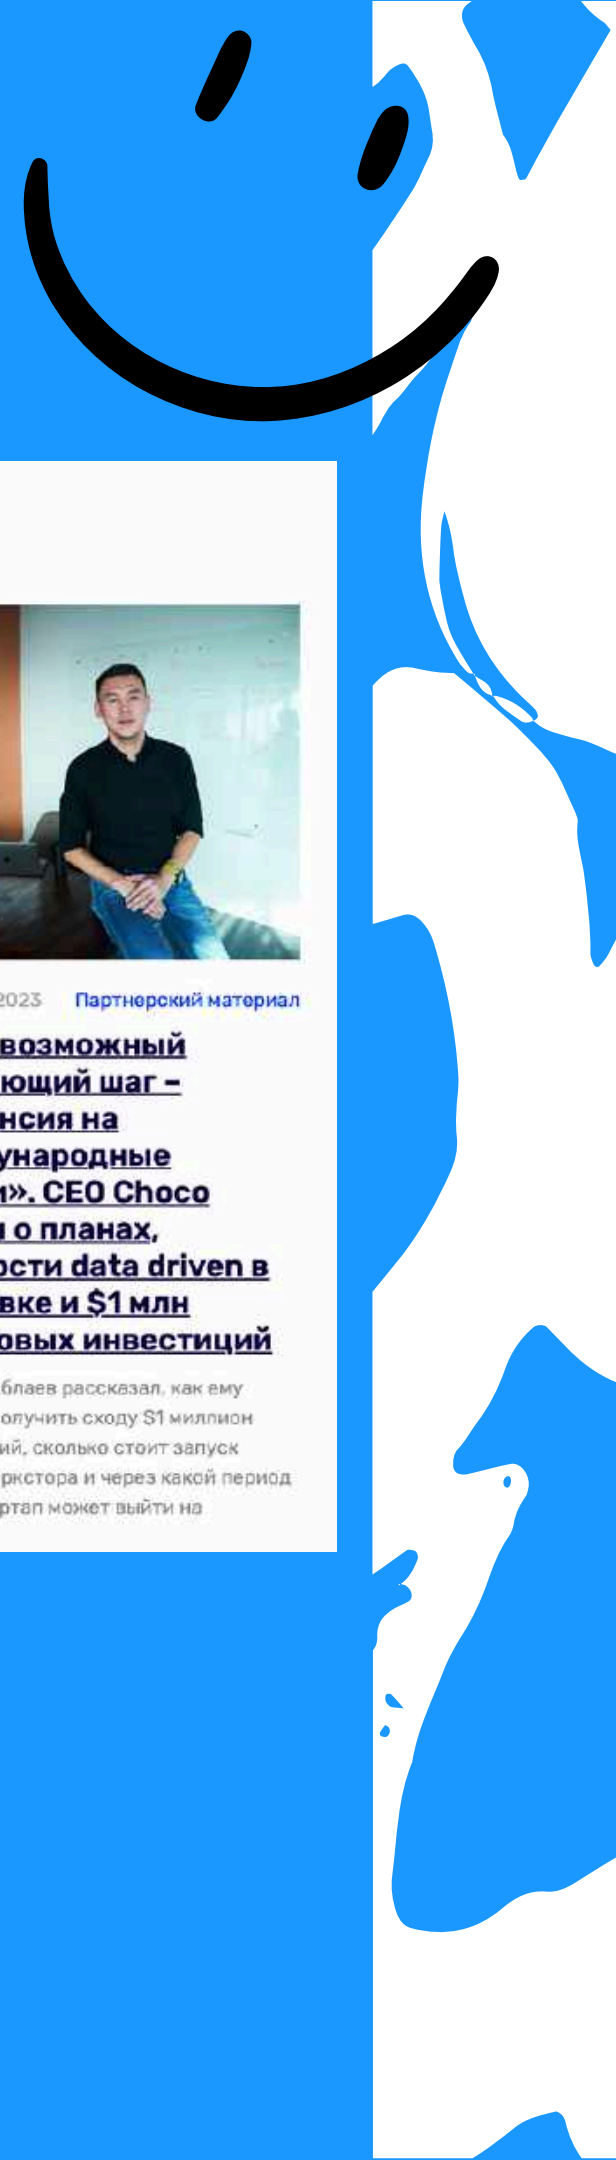 2023 Партнерский материал
возможный
ющий шаг –
нсия на
ународные
и». CEO Choco
о планах,
ости data driven в
вке и $1 млн
овых инвестиций
блаев рассказал, как ему
олучить сходу $1 миллион
ий, сколько стоит запуск
ркстора и через какой период
ртап может выйти на